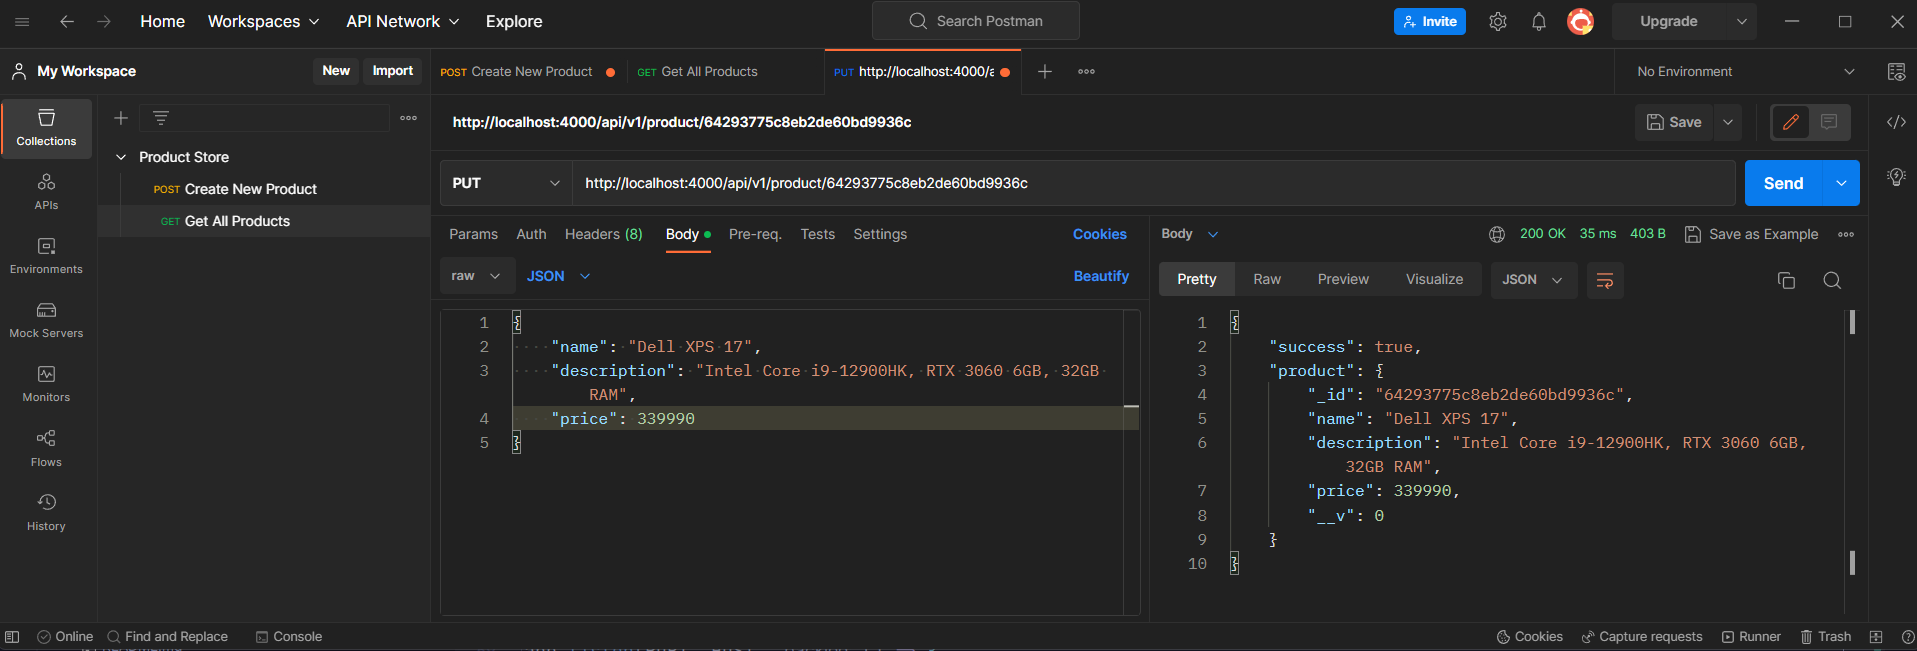 Home Workspaces API Network Explore Search Postman Invite Upgrade
My Workspace New Import POST Create New Product GET Get All Products PUT http://localhost:4000/a No Environment
http://localhost:4000/api/v1/product/64293775c8eb2de60bd9936c Save
Collections
Product Store
POST Create New Product
GET Get All Products
PUT http://localhost:4000/api/v1/product/64293775c8eb2de60bd9936c Send
APIs
Environments
Mock Servers
Monitors
Flows
History
Params Auth Headers (8) Body Pre-req. Tests Settings Cookies
raw JSON Beautify
1 {
2 "name": "Dell XPS 17",
3 "description": "Intel Core i9-12900HK, RTX 3060 6GB, 32GB
RAM",
4 "price": 339990
5 }
Body 200 OK 35 ms 403 B Save as Example
Pretty Raw Preview Visualize JSON
1 {
2 "success": true,
3 "product": {
4 "_id": "64293775c8eb2de60bd9936c",
5 "name": "Dell XPS 17",
6 "description": "Intel Core i9-12900HK, RTX 3060 6GB,
32GB RAM",
7 "price": 339990,
8 "__v": 0
9 }
10 }
Online Find and Replace Console Cookies Capture requests Runner Trash